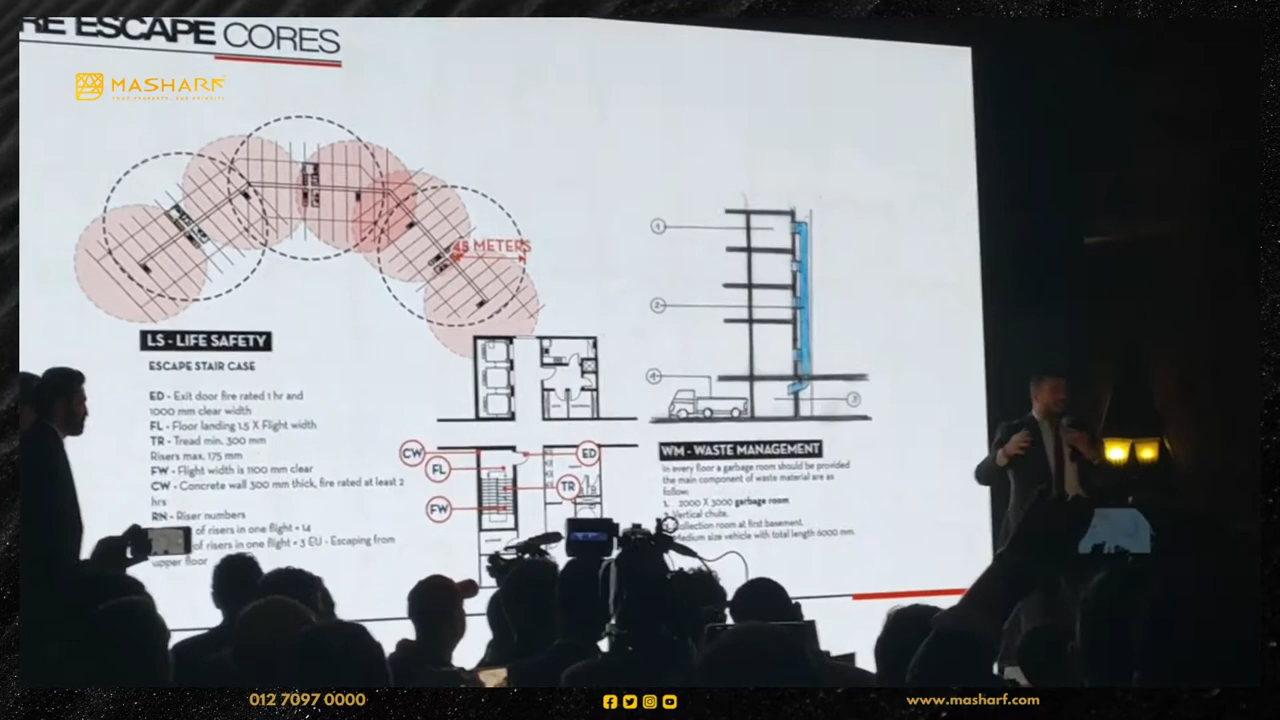 RE ESCAPE CORES
MASHARF
45 METERS
LS - LIFE SAFETY
ESCAPE STAIR CASE
ED - Exit door fire rated 1 hr and
1000 mm clear width
FL - Floor landing 1.5 X Flight width
TR - Tread min. 300 mm
Risers max. 175 mm
FW - Flight width is 1100 mm clear
CW - Concrete wall 300 mm thick, fire rated at least 2
hrs
RN - Riser numbers
of risers in one flight = 14
of risers in one flight = 3 EU - Escaping from
upper floor
CW
FL
FW
ED
TR
1
2
4
3
WM - WASTE MANAGEMENT
In every floor a garbage room should be provided
the main component of waste material are as
follow:
1. 2000 X 3000 garbage room
Vertical chute.
ollection room at first basement.
edium size vehicle with total length 6000 mm.
012 7097 0000
www.masharf.com